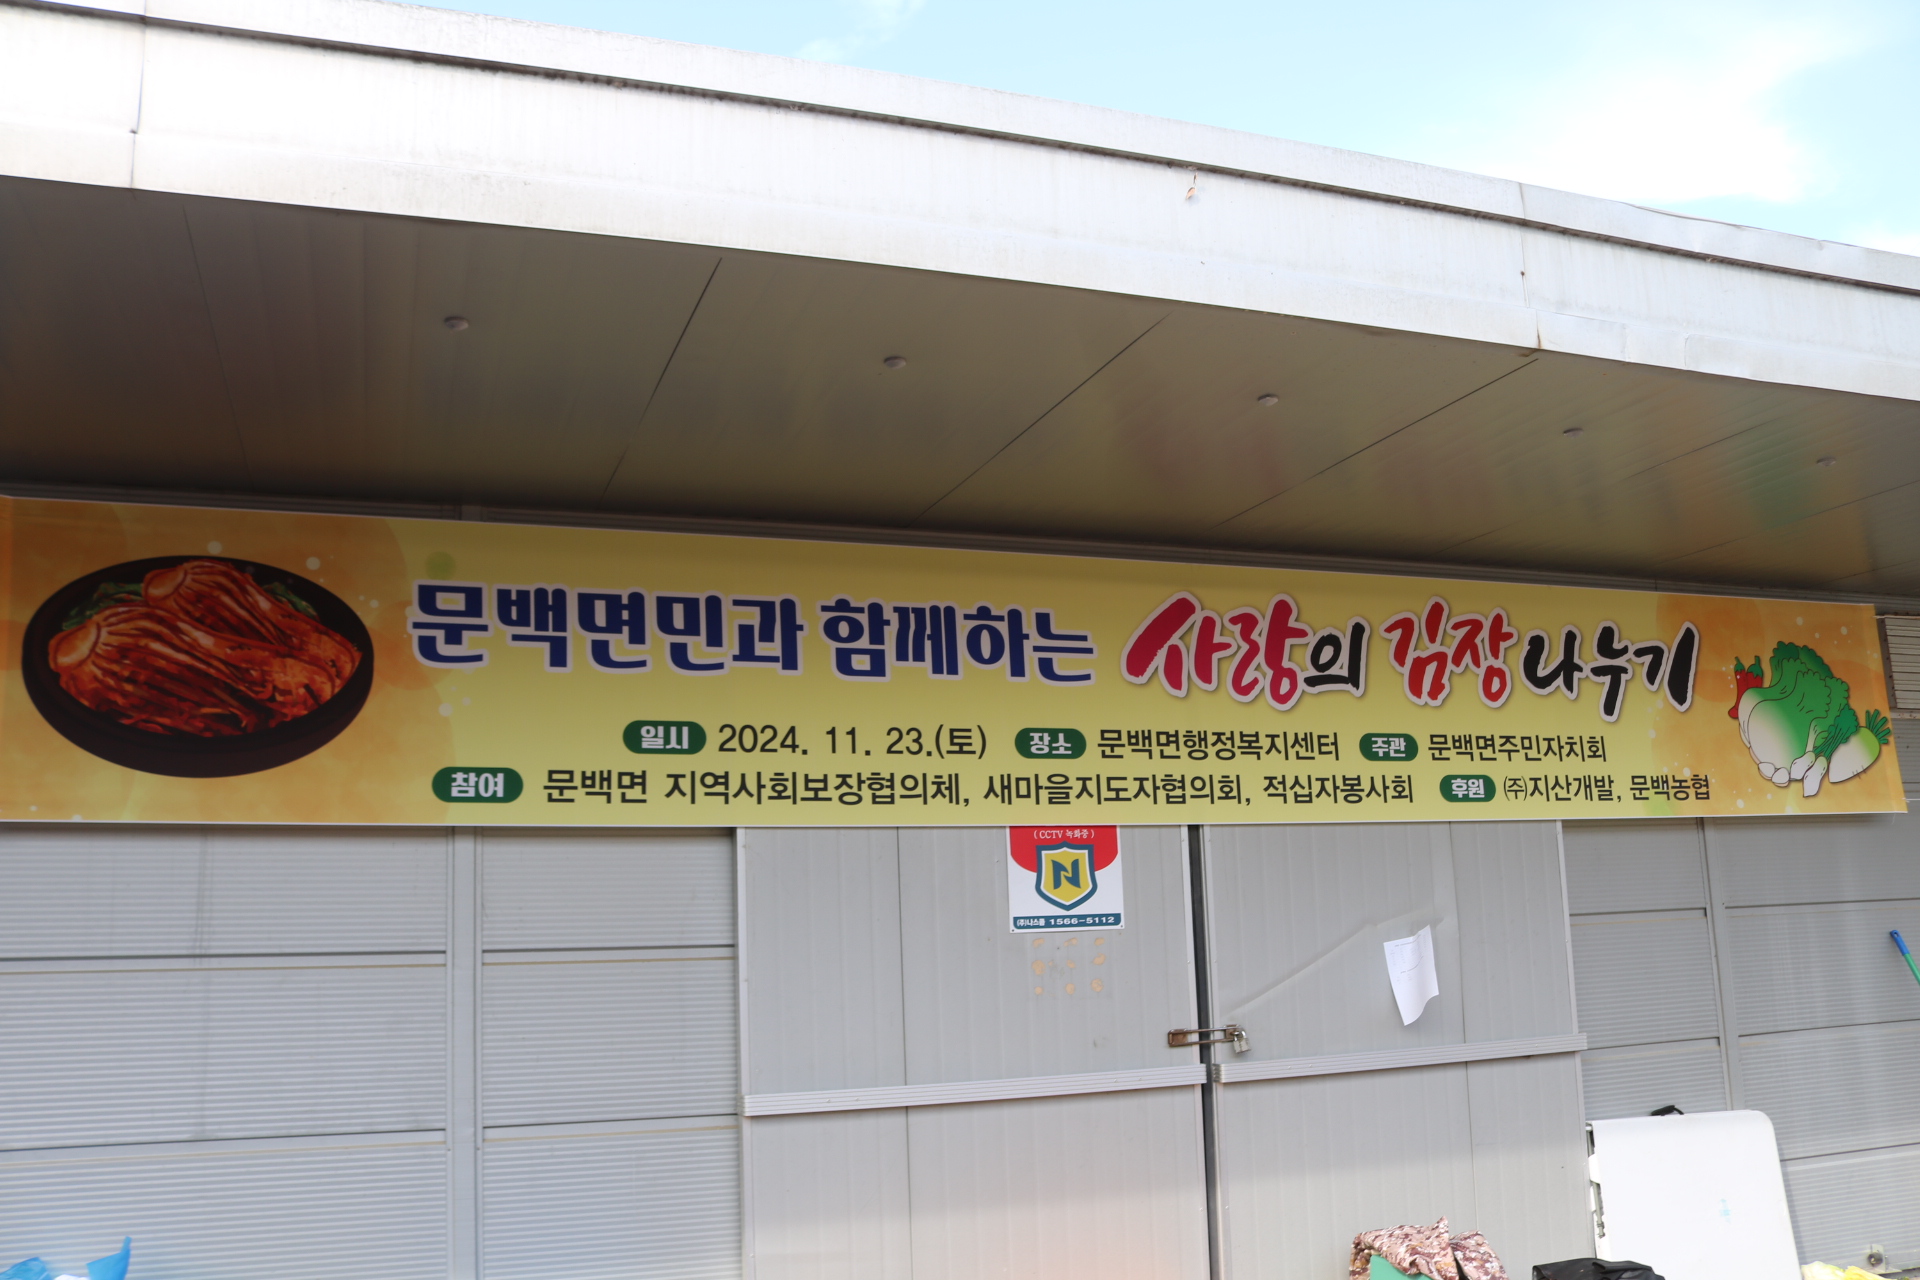 문백면민과 함께하는 사랑의 김장 나누기
일시 2024. 11. 23.(토) 장소 문백면행정복지센터 주관 문백면주민자치회
참여 문백면 지역사회보장협의체, 새마을지도자협의회, 적십자봉사회 후원 ㈜지산개발, 문백농협
( CCTV 녹화중 )
N
(주)나스콤 1566-5112